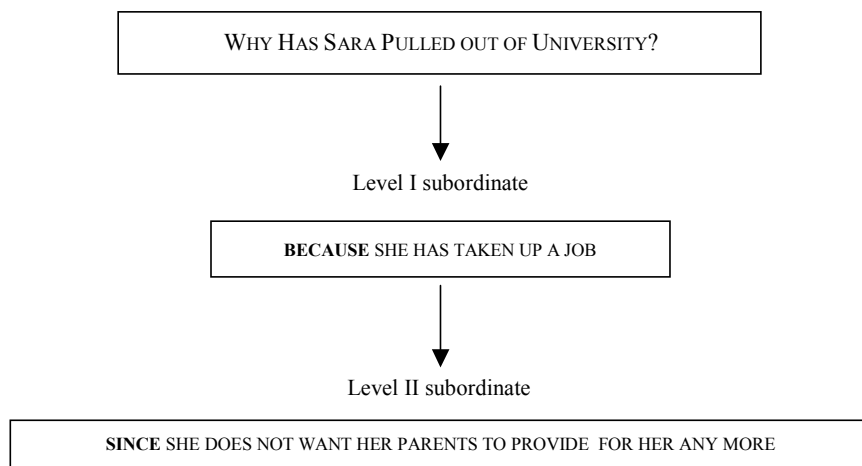 WHY HAS SARA PULLED OUT OF UNIVERSITY?
Level I subordinate
BECAUSE SHE HAS TAKEN UP A JOB
Level II subordinate
SINCE SHE DOES NOT WANT HER PARENTS TO PROVIDE FOR HER ANY MORE